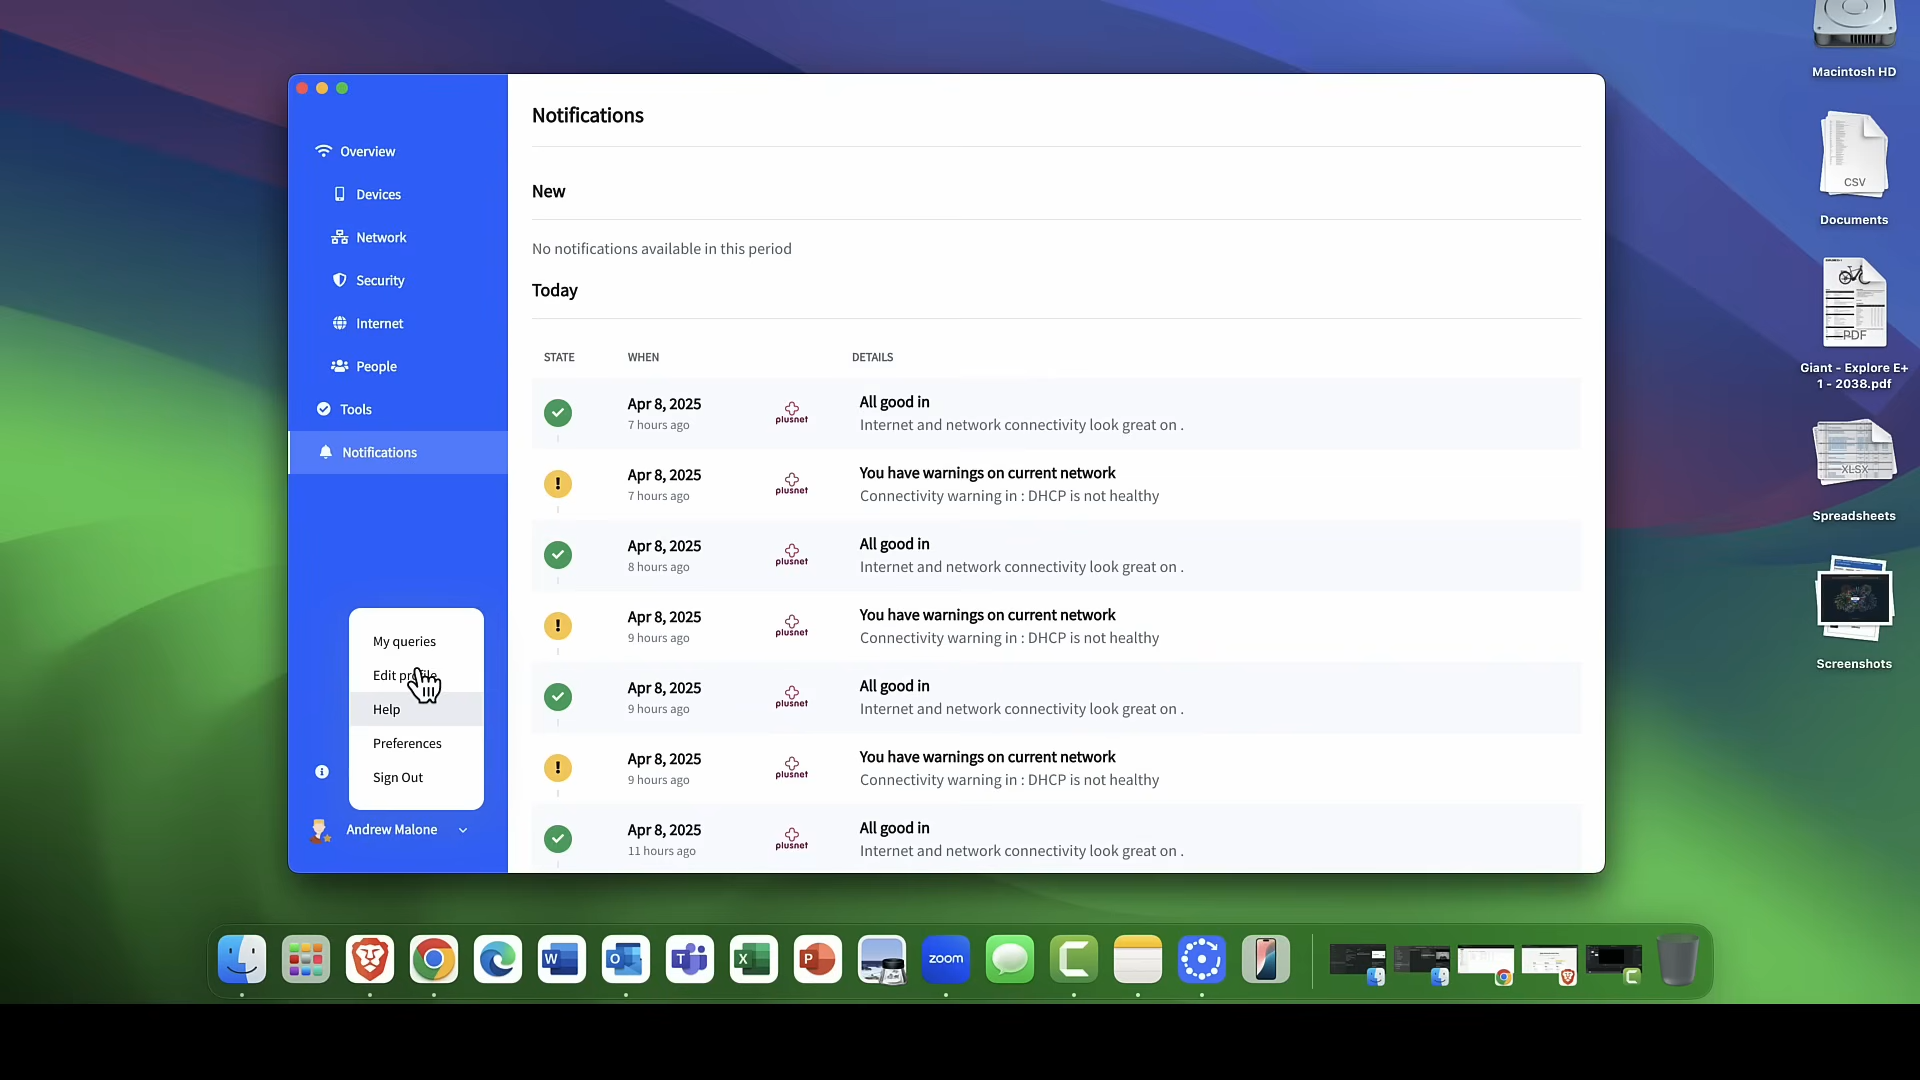 Macintosh HD
CSV
Documents
PDF
Giant - Explore E+
1 - 2038.pdf
XLSX
Spreadsheets
Screenshots
Overview
Devices
Network
Security
Internet
People
Tools
Notifications
My queries
Edit profile
Help
Preferences
Sign Out
Andrew Malone
Notifications
New
No notifications available in this period
Today
STATE WHEN DETAILS
Apr 8, 2025
7 hours ago
plusnet
All good in
Internet and network connectivity look great on .
Apr 8, 2025
7 hours ago
plusnet
You have warnings on current network
Connectivity warning in : DHCP is not healthy
Apr 8, 2025
8 hours ago
plusnet
All good in
Internet and network connectivity look great on .
Apr 8, 2025
9 hours ago
plusnet
You have warnings on current network
Connectivity warning in : DHCP is not healthy
Apr 8, 2025
9 hours ago
plusnet
All good in
Internet and network connectivity look great on .
Apr 8, 2025
9 hours ago
plusnet
You have warnings on current network
Connectivity warning in : DHCP is not healthy
Apr 8, 2025
11 hours ago
plusnet
All good in
Internet and network connectivity look great on .
zoom